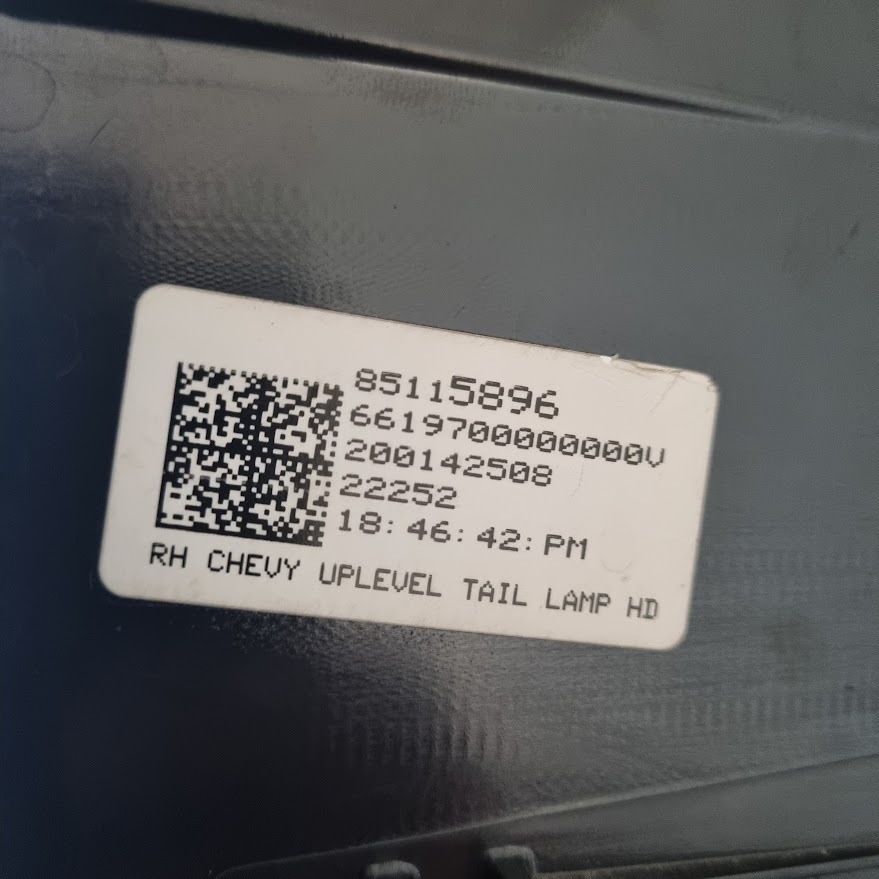 85115896
6619700000000V
200142508
22252
18:46:42:PM
RH CHEVY UPLEVEL TAIL LAMP HD